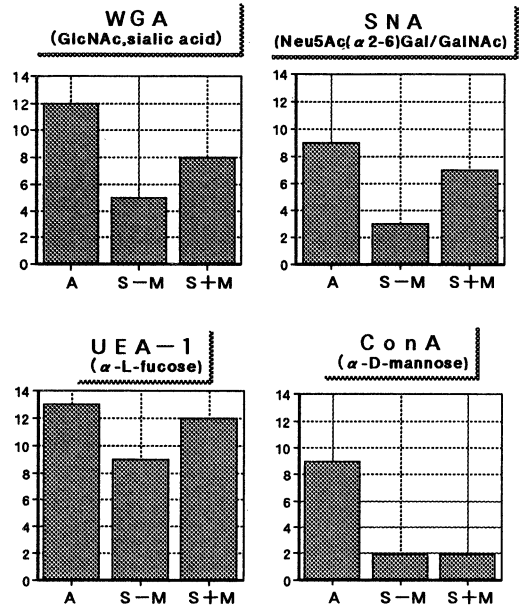 WGA
(GlcNAc,sialic acid)
14
12
10
8
6
4
2
0
A S−M S+M
SNA
(Neu5Ac(α2-6)Gal/GalNAc)
14
12
10
8
6
4
2
0
A S−M S+M
UEA−1
(α-L-fucose)
14
12
10
8
6
4
2
0
A S−M S+M
ConA
(α-D-mannose)
14
12
10
8
6
4
2
0
A S−M S+M